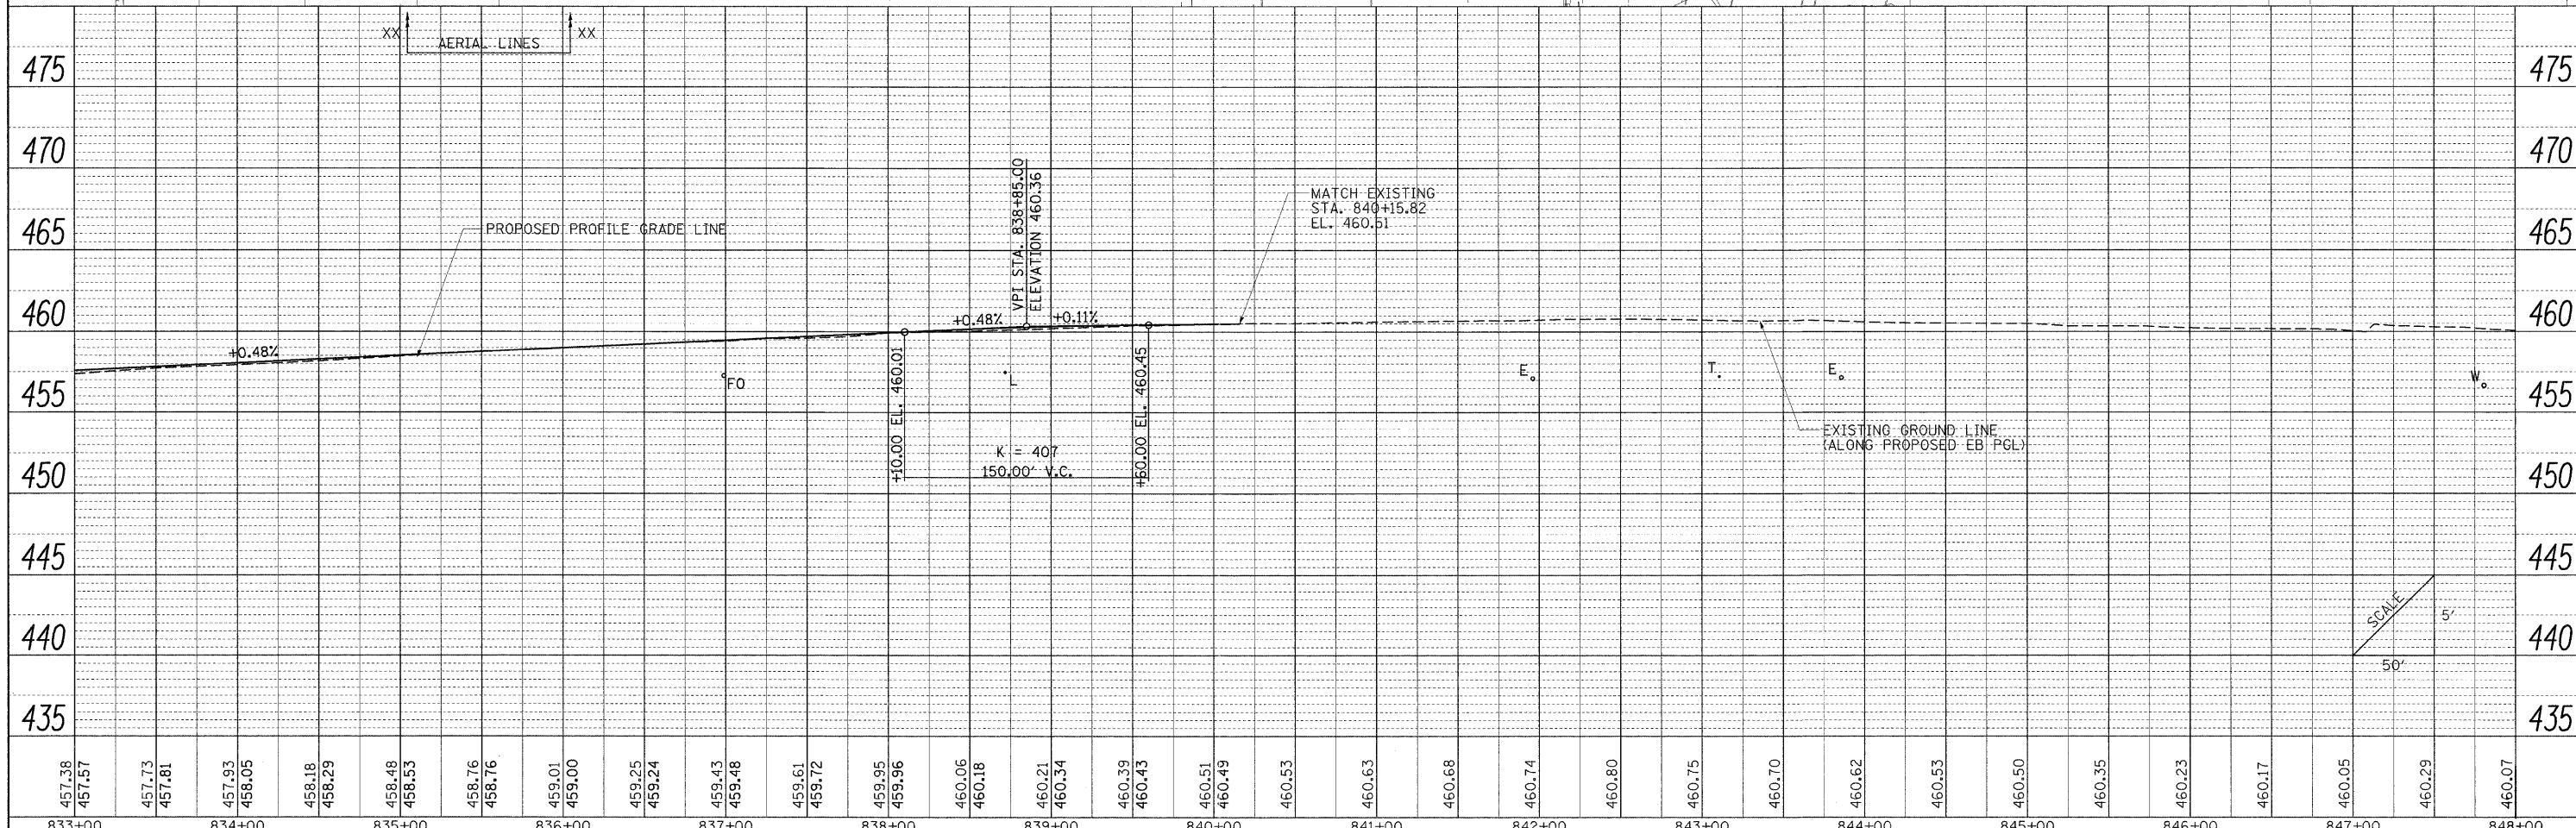 XX XX
AERIAL LINES
475 475
470 470
VPI STA. 838+85.00
ELEVATION 460.36
MATCH EXISTING
STA. 840+15.82
EL. 460.51
465 PROPOSED PROFILE GRADE LINE 465
460 +0.48% +0.11% 460
+0.48%
FO L E T E W
455 455
+10.00 EL. 460.01
+60.00 EL. 460.45
EXISTING GROUND LINE
(ALONG PROPOSED EB PGL)
K = 407
150.00' V.C.
450 450
445 445
SCALE
5'
440 440
50'
435 435
457.38 457.73 457.93 458.18 458.48 458.76 459.01 459.25 459.43 459.61 459.95 460.06 460.21 460.39 460.51 460.53 460.63 460.68 460.74 460.80 460.75 460.70 460.62 460.53 460.50 460.35 460.23 460.17 460.05 460.29 460.07
457.57 457.81 458.05 458.29 458.53 458.76 459.00 459.24 459.48 459.72 459.96 460.18 460.34 460.43 460.49
833+00 834+00 835+00 836+00 837+00 838+00 839+00 840+00 841+00 842+00 843+00 844+00 845+00 846+00 847+00 848+00